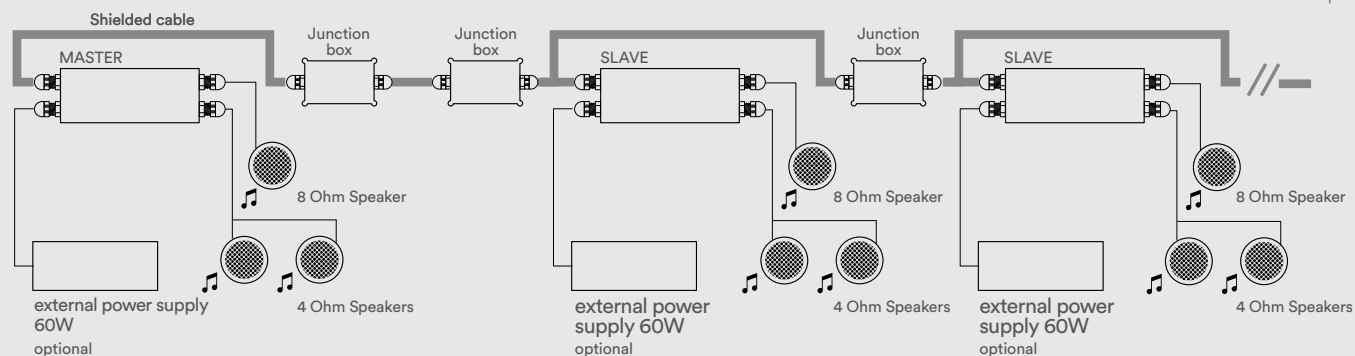 Shielded cable
MASTER
Junction
box
Junction
box
SLAVE
Junction
box
SLAVE
8 Ohm Speaker
8 Ohm Speaker
8 Ohm Speaker
external power supply
60W
optional
4 Ohm Speakers
external power
supply 60W
optional
4 Ohm Speakers
external power
supply 60W
optional
4 Ohm Speakers